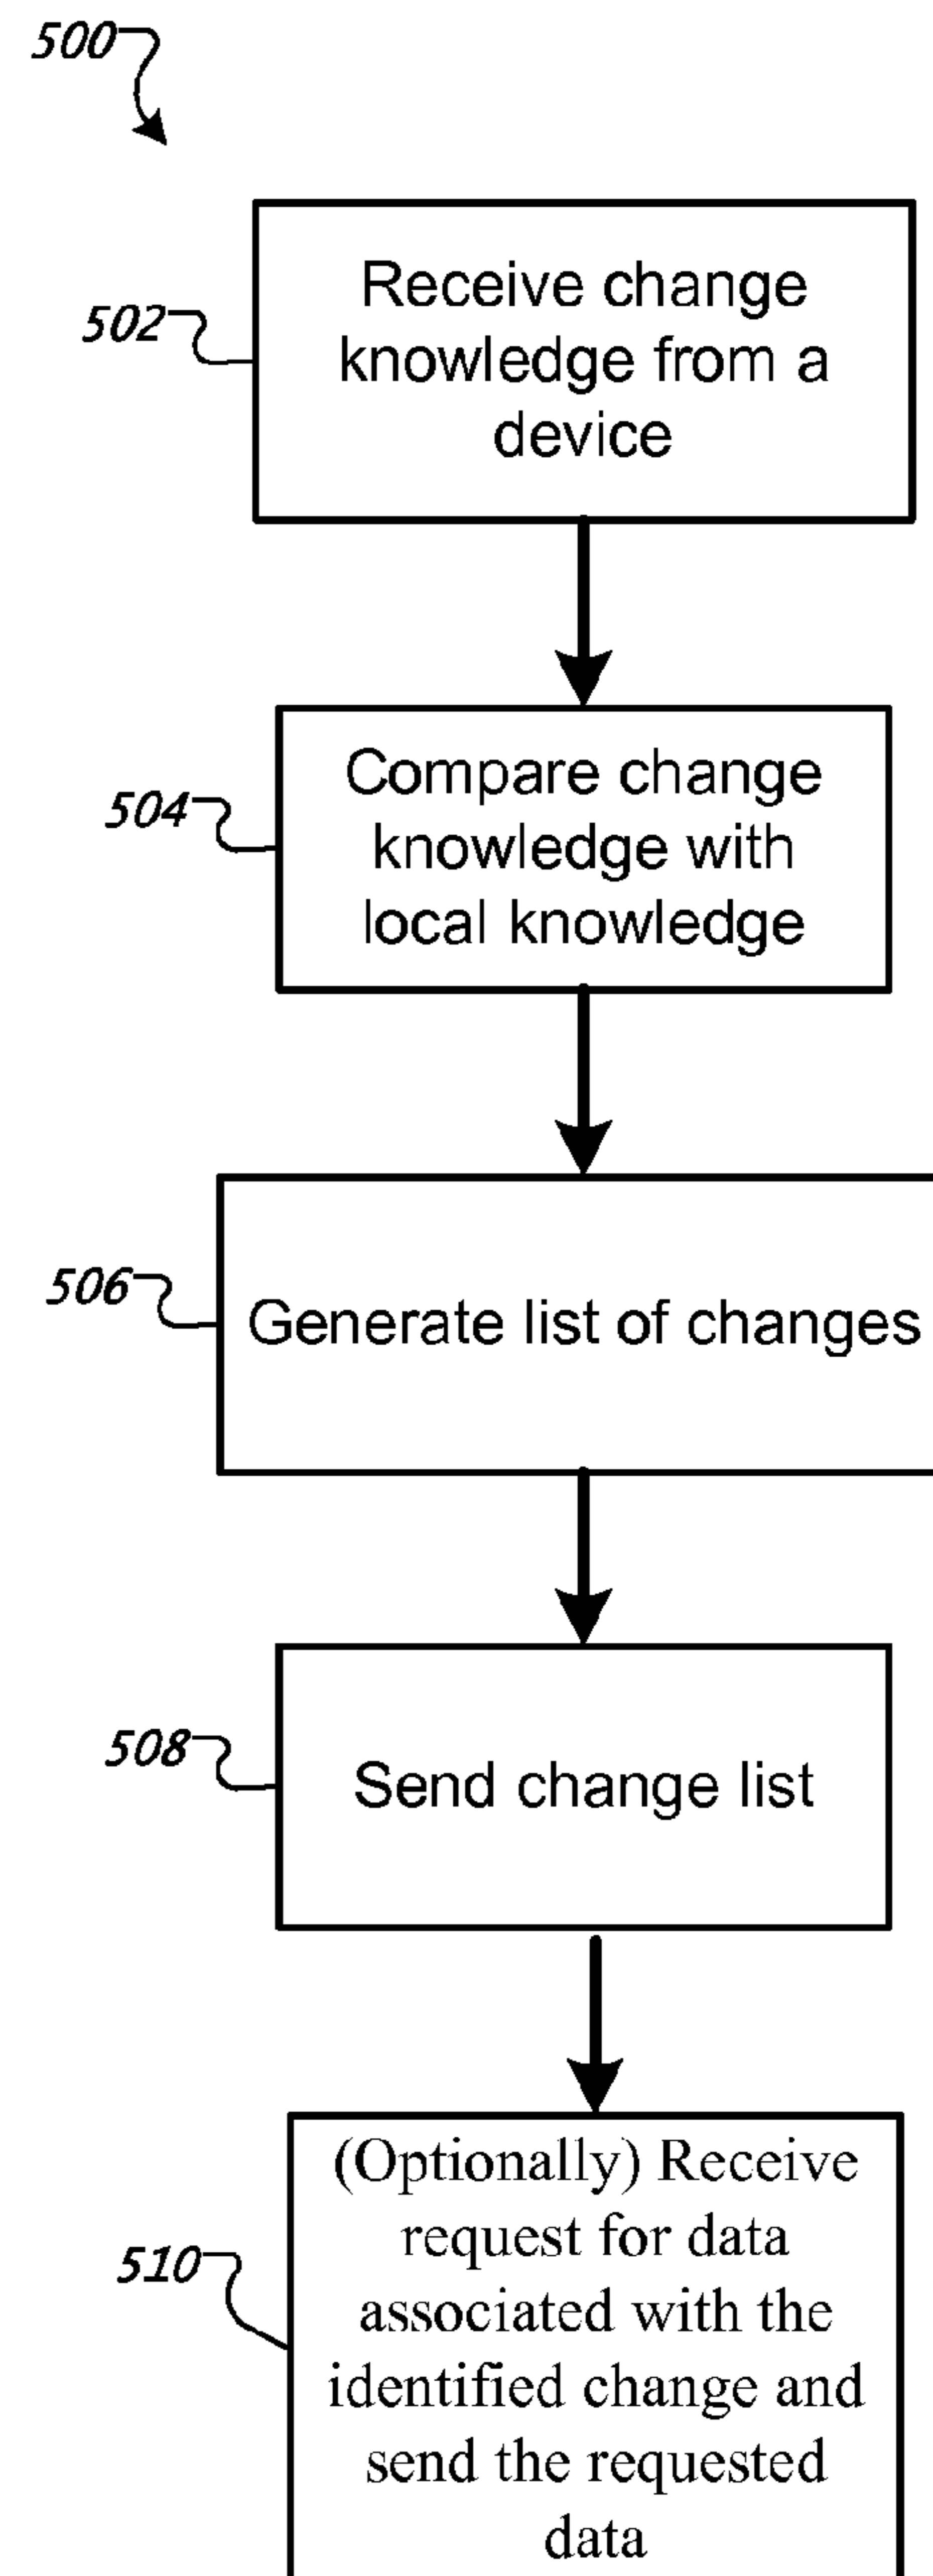 500
502
Receive change
knowledge from a
device
504
Compare change
knowledge with
local knowledge
506
Generate list of changes
508
Send change list
510
(Optionally) Receive
request for data
associated with the
identified change and
send the requested
data